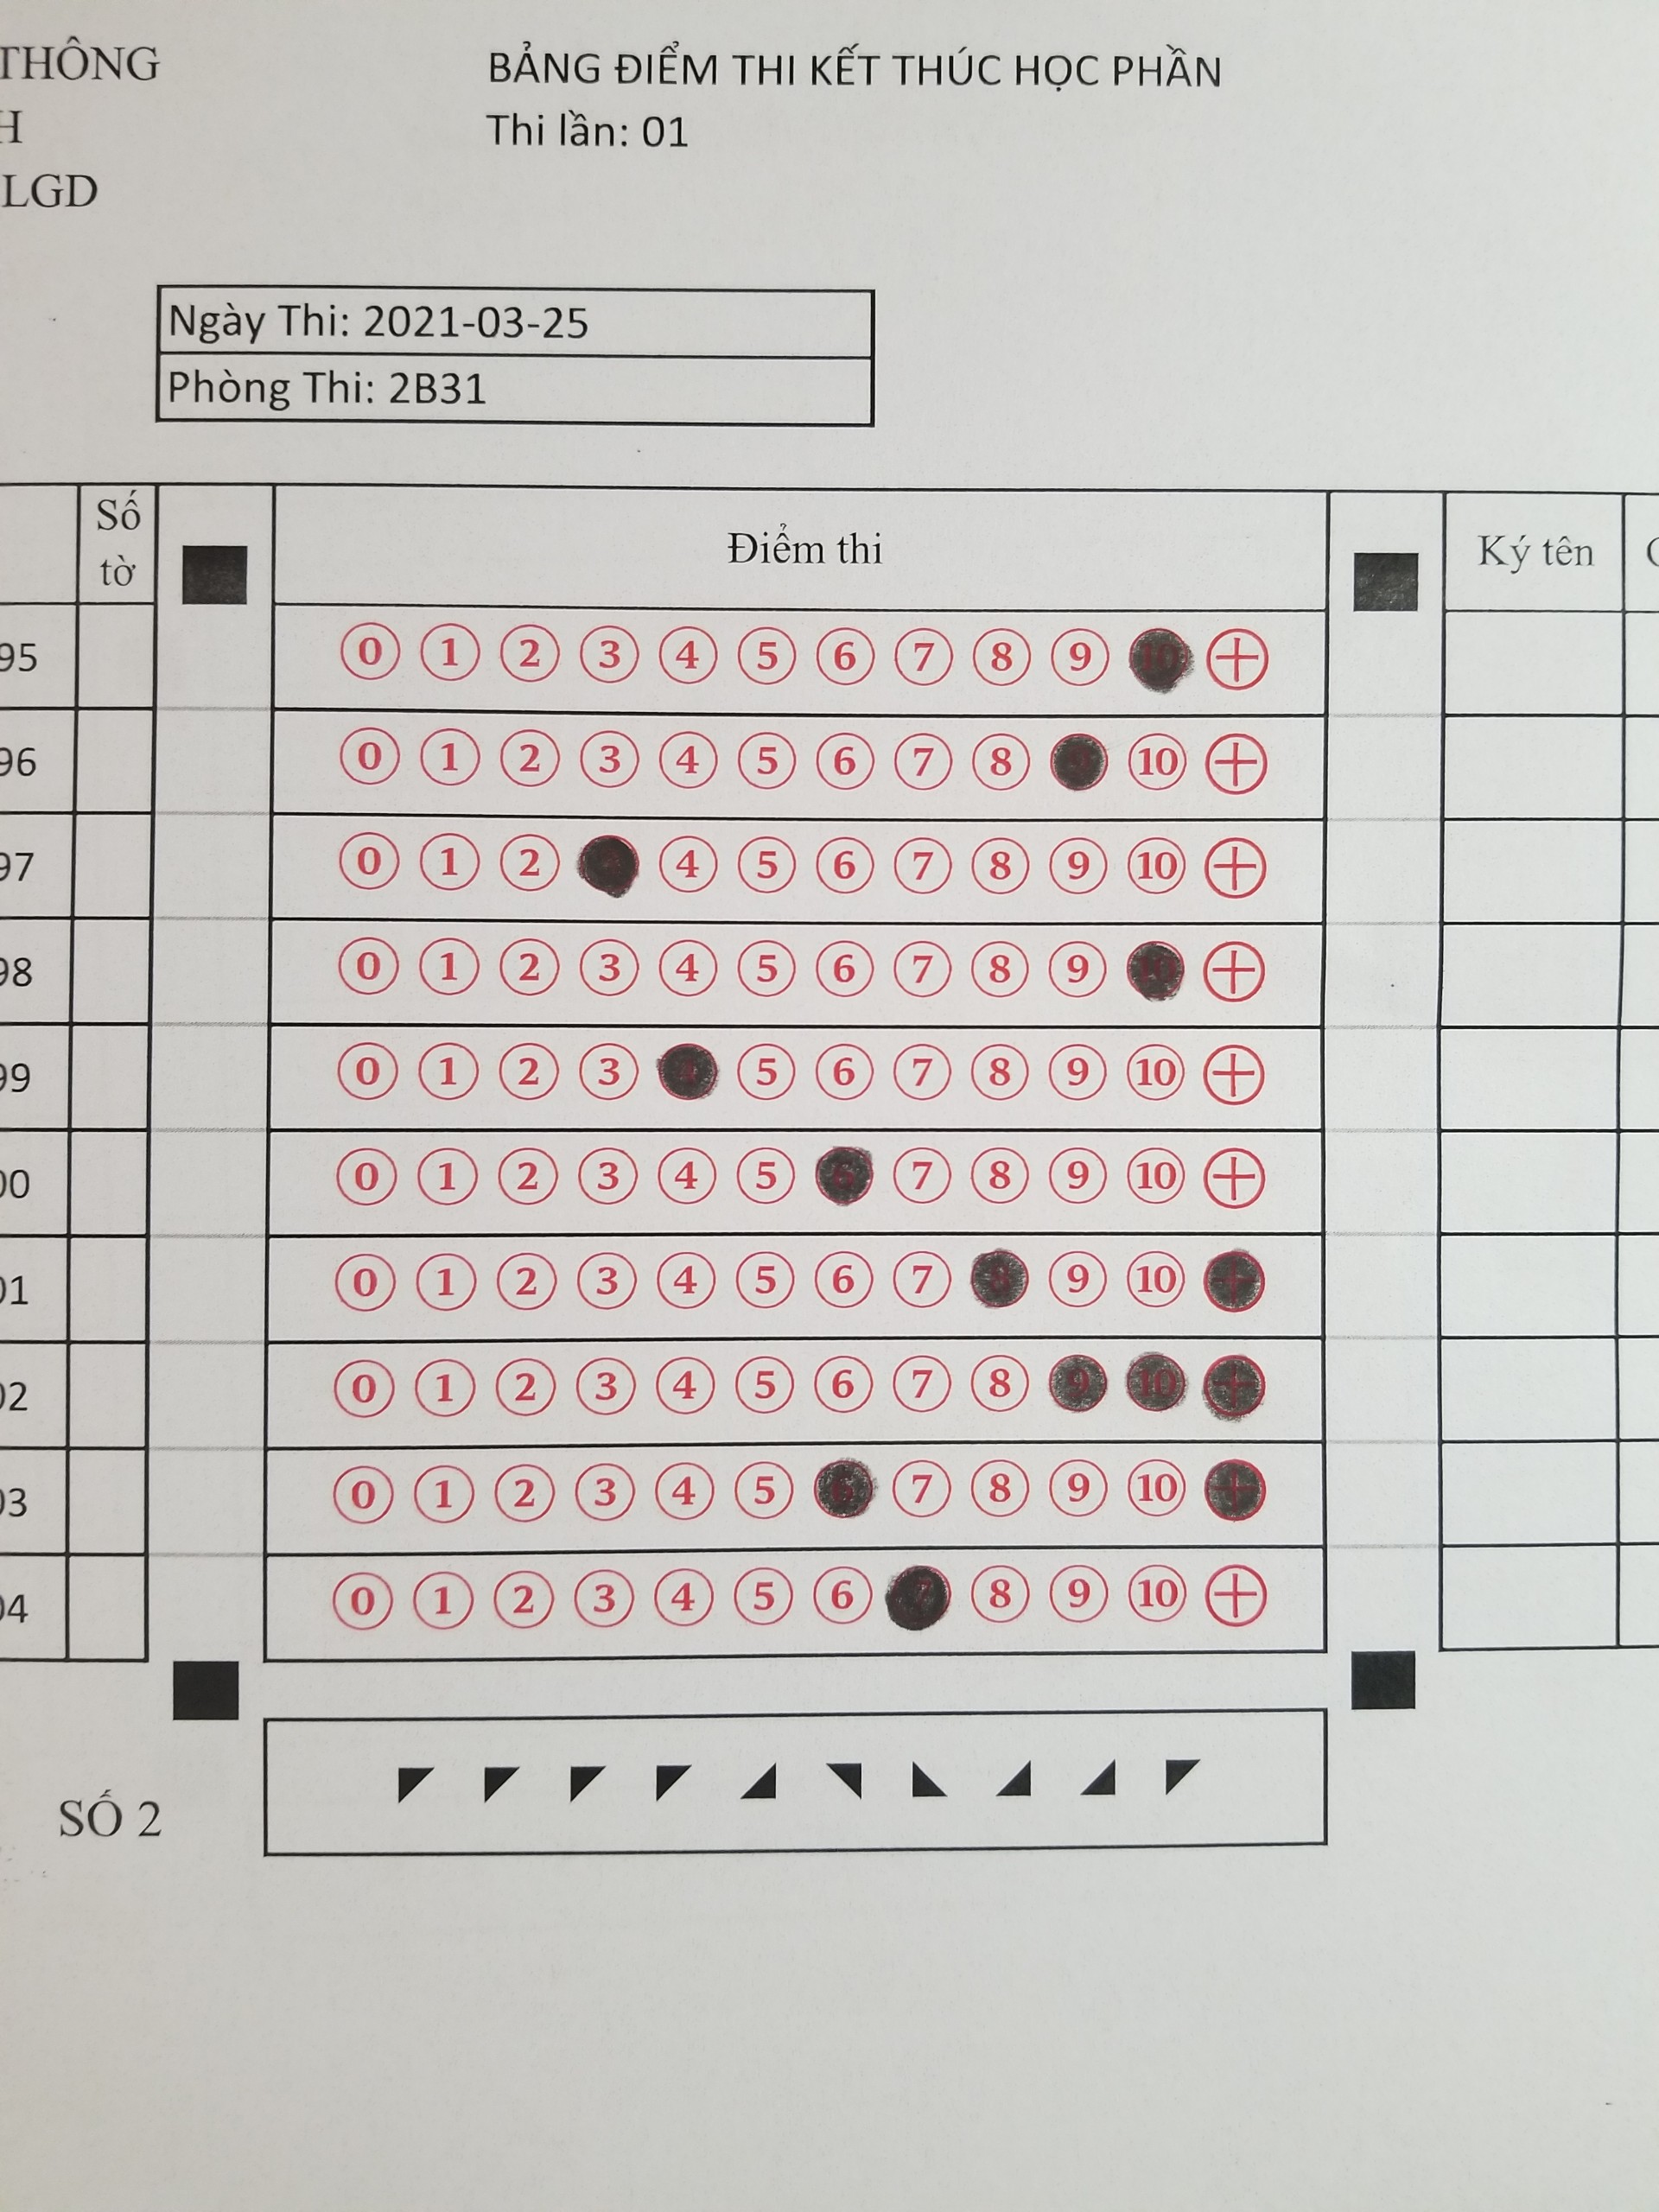 THÔNG
BẢNG ĐIỂM THI KẾT THÚC HỌC PHẦN
H
Thi lần: 01
LGD
Ngày Thi: 2021-03-25
Phòng Thi: 2B31
Số tờ Điểm thi Ký tên
95 0 1 2 3 4 5 6 7 8 9 10 +
96 0 1 2 3 4 5 6 7 8 9 10 +
97 0 1 2 3 4 5 6 7 8 9 10 +
98 0 1 2 3 4 5 6 7 8 9 10 +
99 0 1 2 3 4 5 6 7 8 9 10 +
00 0 1 2 3 4 5 6 7 8 9 10 +
01 0 1 2 3 4 5 6 7 8 9 10 +
02 0 1 2 3 4 5 6 7 8 9 10 +
03 0 1 2 3 4 5 6 7 8 9 10 +
04 0 1 2 3 4 5 6 7 8 9 10 +
SỐ 2